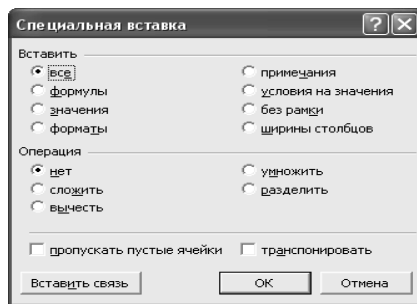 Специальная вставка
Вставить
все
примечания
формулы
условия на значения
значения
без рамки
форматы
ширины столбцов
Операция
нет
умножить
сложить
разделить
вычесть
пропускать пустые ячейки
транспонировать
Вставить связь
ОК
Отмена